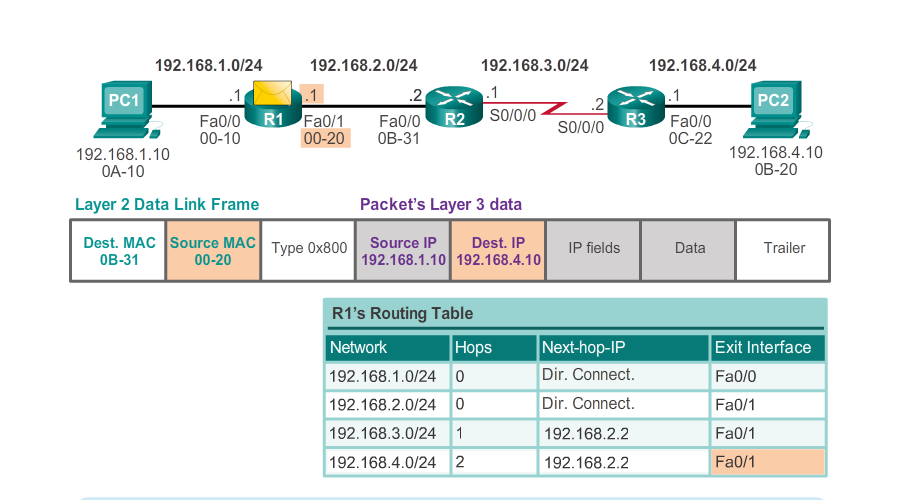 192.168.1.0/24 192.168.2.0/24 192.168.3.0/24 192.168.4.0/24
PC1 .1 R1 .1 .2 R2 .1 .2 R3 .1 PC2
Fa0/0 Fa0/1 Fa0/0 S0/0/0 S0/0/0 Fa0/0
00-10 00-20 0B-31 0C-22
192.168.1.10 192.168.4.10
0A-10 0B-20
Layer 2 Data Link Frame Packet's Layer 3 data
Dest. MAC Source MAC Type 0x800 Source IP Dest. IP IP fields Data Trailer
0B-31 00-20 192.168.1.10 192.168.4.10
R1's Routing Table
Network Hops Next-hop-IP Exit Interface
192.168.1.0/24 0 Dir. Connect. Fa0/0
192.168.2.0/24 0 Dir. Connect. Fa0/1
192.168.3.0/24 1 192.168.2.2 Fa0/1
192.168.4.0/24 2 192.168.2.2 Fa0/1